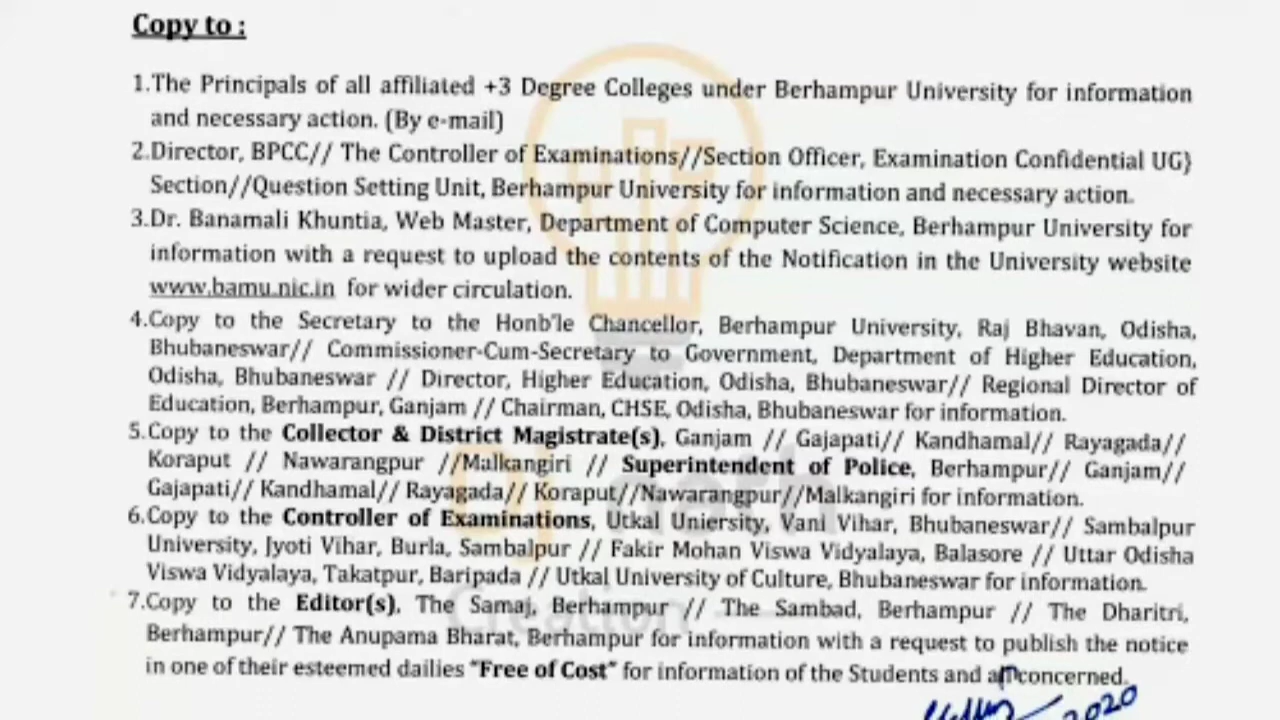 Copy to :
1.The Principals of all affiliated +3 Degree Colleges under Berhampur University for information
and necessary action. (By e-mail)
2.Director, BPCC// The Controller of Examinations//Section Officer, Examination Confidential UG}
Section//Question Setting Unit, Berhampur University for information and necessary action.
3.Dr. Banamali Khuntia, Web Master, Department of Computer Science, Berhampur University for
information with a request to upload the contents of the Notification in the University website
www.bamu.nic.in for wider circulation.
4.Copy to the Secretary to the Honb'le Chancellor, Berhampur University, Raj Bhavan, Odisha,
Bhubaneswar// Commissioner-Cum-Secretary to Government, Department of Higher Education,
Odisha, Bhubaneswar // Director, Higher Education, Odisha, Bhubaneswar// Regional Director of
Education, Berhampur, Ganjam // Chairman, CHSE, Odisha, Bhubaneswar for information.
5.Copy to the Collector & District Magistrate(s), Ganjam // Gajapati// Kandhamal// Rayagada//
Koraput // Nawarangpur //Malkangiri // Superintendent of Police, Berhampur// Ganjam//
Gajapati// Kandhamal// Rayagada// Koraput//Nawarangpur//Malkangiri for information.
6.Copy to the Controller of Examinations, Utkal Uniersity, Vani Vihar, Bhubaneswar// Sambalpur
University, Jyoti Vihar, Burla, Sambalpur // Fakir Mohan Viswa Vidyalaya, Balasore // Uttar Odisha
Viswa Vidyalaya, Takatpur, Baripada // Utkal University of Culture, Bhubaneswar for information.
7.Copy to the Editor(s), The Samaj, Berhampur // The Sambad, Berhampur // The Dharitri,
Berhampur// The Anupama Bharat, Berhampur for information with a request to publish the notice
in one of their esteemed dailies "Free of Cost" for information of the Students and all concerned.
2020
Creation